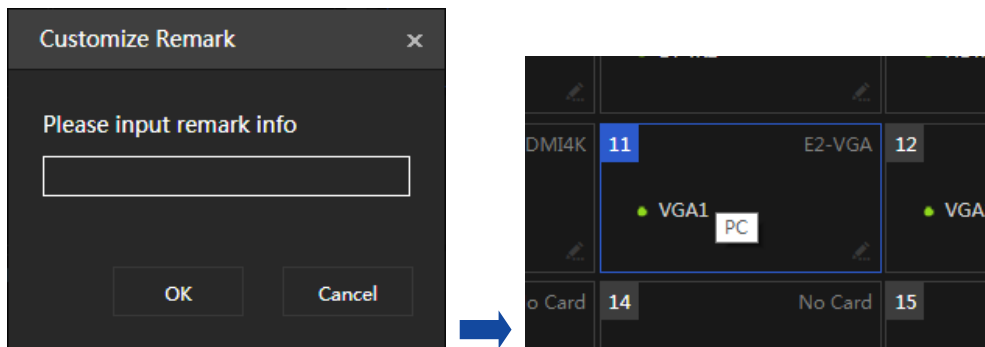 Customize Remark
Please input remark info
OK
Cancel
DMI4K
11
E2-VGA
12
VGA1
PC
VGA
o Card
14
No Card
15